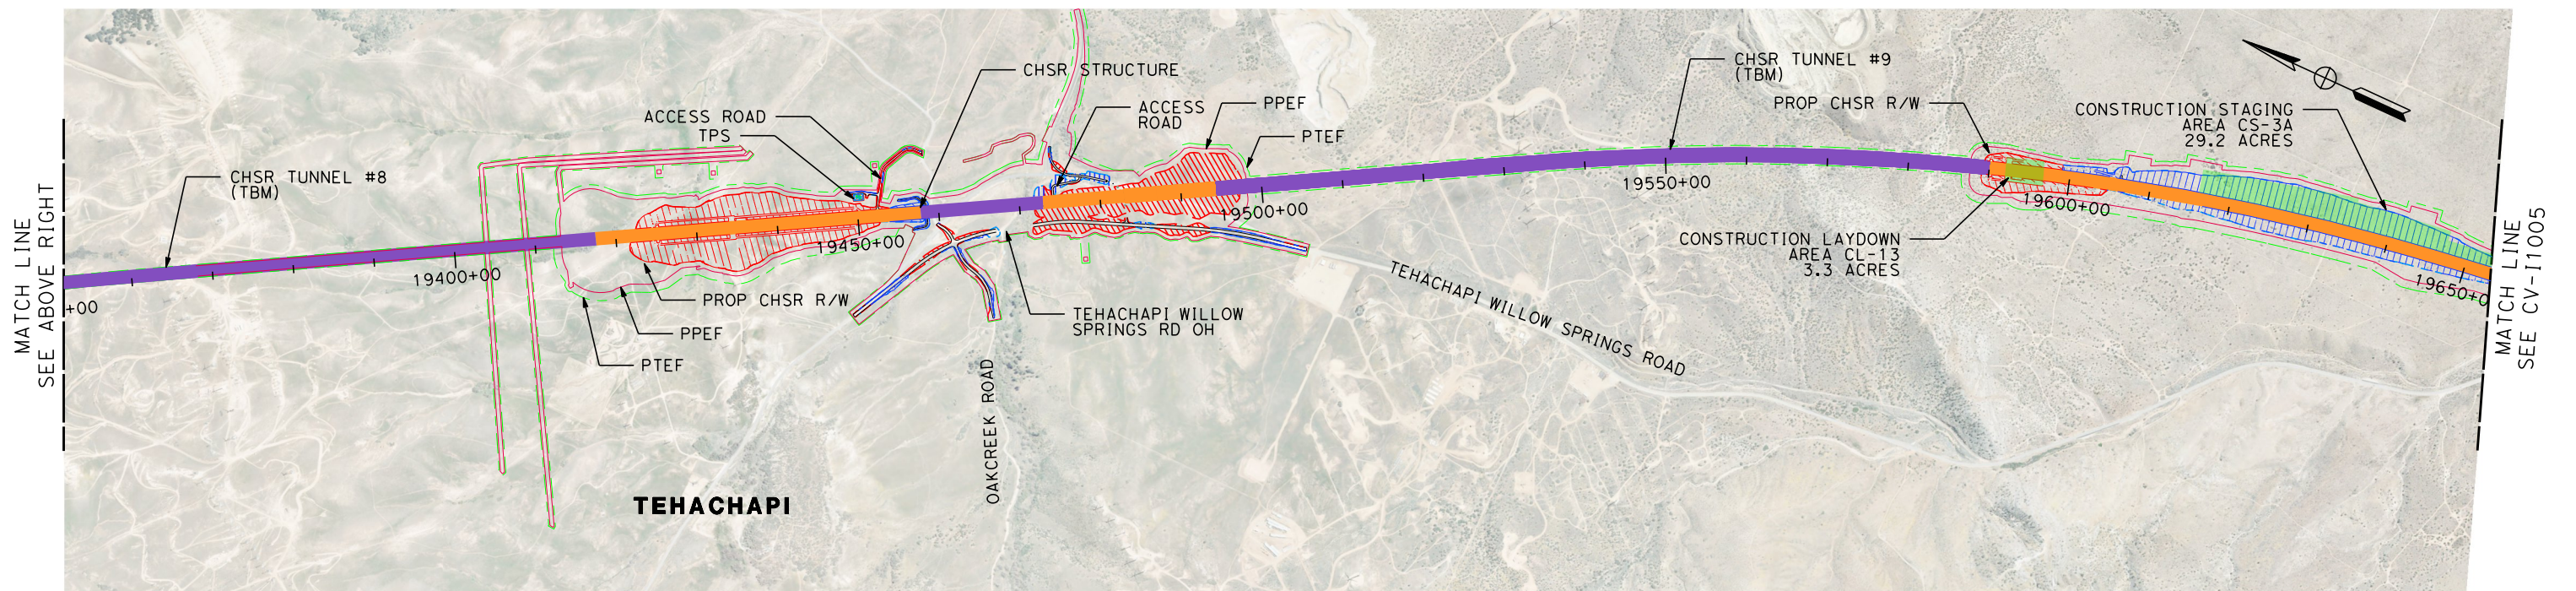 MATCH LINE
SEE ABOVE RIGHT
+00
CHSR TUNNEL #8
(TBM)
19400+00
ACCESS ROAD
TPS
PROP CHSR R/W
PPEF
PTEF
TEHACHAPI
19450+00
CHSR STRUCTURE
ACCESS
ROAD
PPEF
PTEF
19500+00
TEHACHAPI WILLOW
SPRINGS RD OH
OAKCREEK ROAD
TEHACHAPI WILLOW SPRINGS ROAD
CHSR TUNNEL #9
(TBM)
19550+00
PROP CHSR R/W
CONSTRUCTION STAGING
AREA CS-3A
29.2 ACRES
19600+00
CONSTRUCTION LAYDOWN
AREA CL-13
3.3 ACRES
19650+0
MATCH LINE
SEE CV-I1005